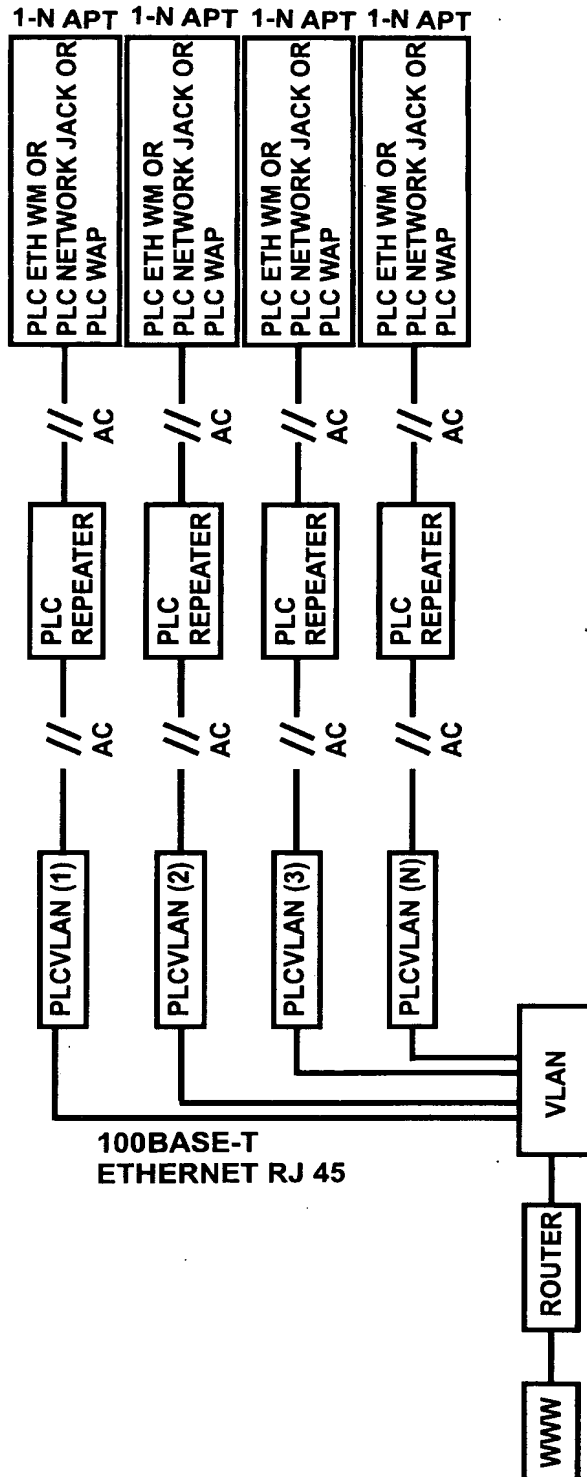 1-N APT
1-N APT
1-N APT
1-N APT
PLC ETH WM OR
PLC NETWORK JACK OR
PLC WAP
PLC ETH WM OR
PLC NETWORK JACK OR
PLC WAP
PLC ETH WM OR
PLC NETWORK JACK OR
PLC WAP
PLC ETH WM OR
PLC NETWORK JACK OR
PLC WAP
//
AC
//
AC
//
AC
//
AC
PLC
REPEATER
PLC
REPEATER
PLC
REPEATER
PLC
REPEATER
//
AC
//
AC
//
AC
//
AC
PLCVLAN (1)
PLCVLAN (2)
PLCVLAN (3)
PLCVLAN (N)
100BASE-T
ETHERNET RJ 45
VLAN
ROUTER
WWW